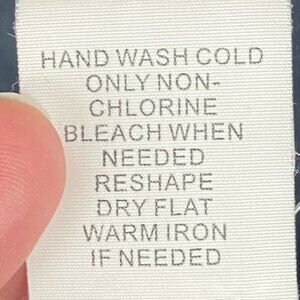 HAND WASH COLD
ONLY NON-
CHLORINE
BLEACH WHEN
NEEDED
RESHAPE
DRY FLAT
WARM IRON
IF NEEDED